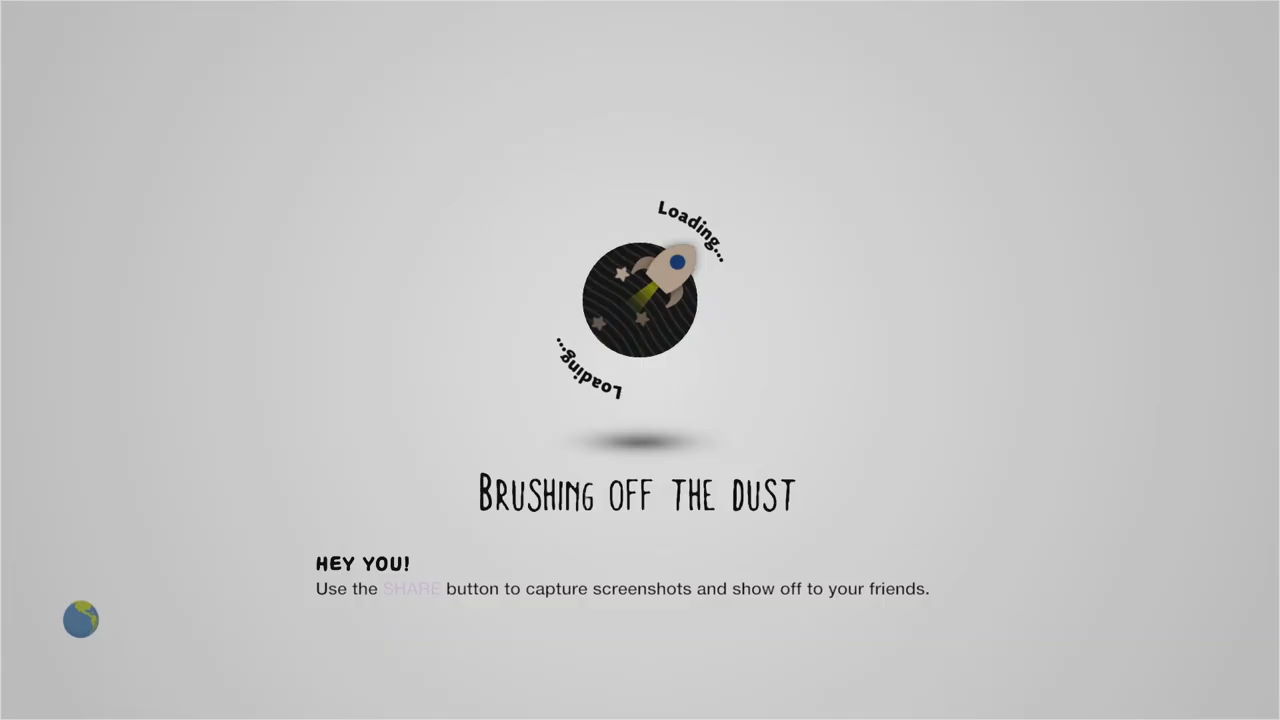 Loading...
Loading...
BRUSHING OFF THE DUST
HEY YOU!
Use the SHARE button to capture screenshots and show off to your friends.